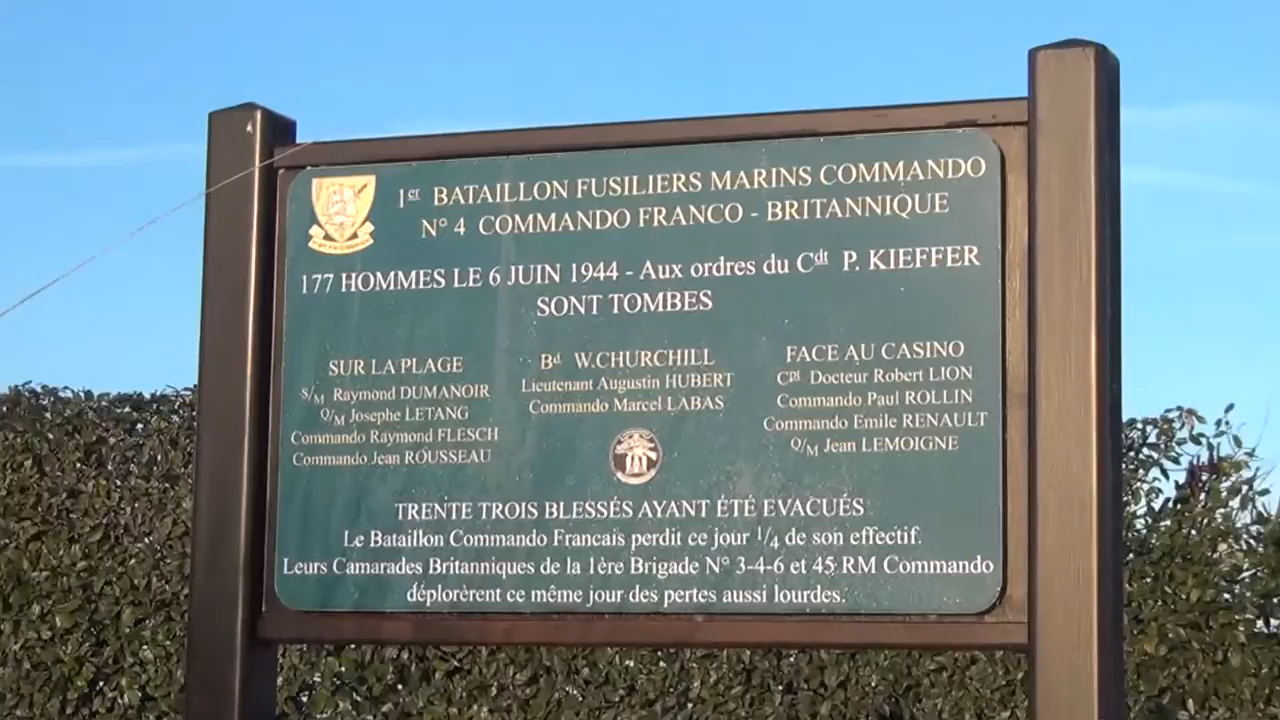 1er BATAILLON FUSILIERS MARINS COMMANDO
N° 4 COMMANDO FRANCO - BRITANNIQUE
177 HOMMES LE 6 JUIN 1944 - Aux ordres du Cdt P. KIEFFER
SONT TOMBES
SUR LA PLAGE
S/M Raymond DUMANOIR
Q/M Josephe LETANG
Commando Raymond FLESCH
Commando Jean ROUSSEAU
Bd W.CHURCHILL
Lieutenant Augustin HUBERT
Commando Marcel LABAS
FACE AU CASINO
Cpt Docteur Robert LION
Commando Paul ROLLIN
Commando Emile RENAULT
Q/M Jean LEMOIGNE
TRENTE TROIS BLESSÉS AYANT ÉTÉ EVACUÉS
Le Bataillon Commando Francais perdit ce jour 1/4 de son effectif.
Leurs Camarades Britanniques de la 1ère Brigade N° 3-4-6 et 45 RM Commando
déplorèrent ce même jour des pertes aussi lourdes.